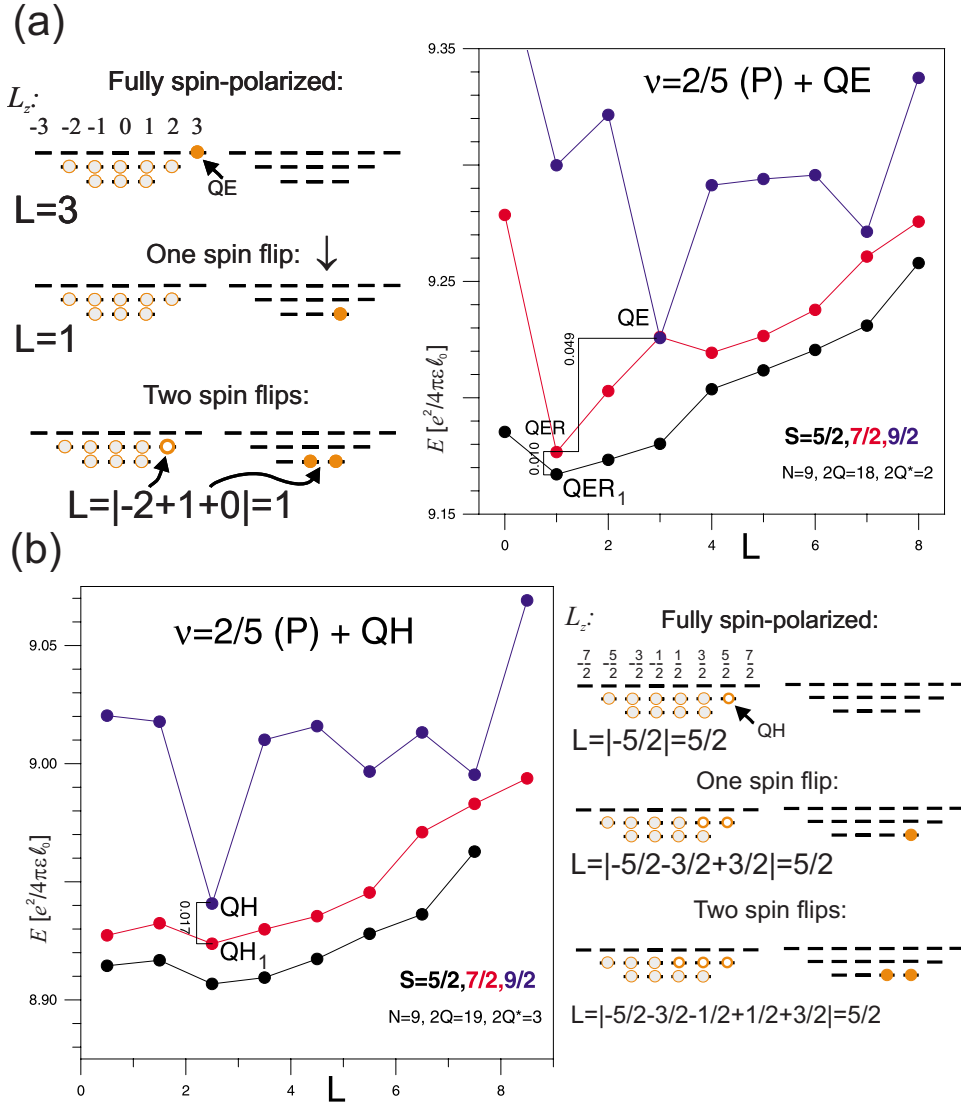 (a)
Fully spin-polarized:
L_z:
-3 -2 -1 0 1 2 3
QE
L=3
One spin flip: ↓
L=1
Two spin flips:
L=|-2+1+0|=1
9.35
9.25
9.15
E [e²/4πεℓ₀]
ν=2/5 (P) + QE
QE
0.049
QER
0.010
QER₁
S=5/2,7/2,9/2
N=9, 2Q=18, 2Q*=2
0 2 4 6 8
L
(b)
9.05
9.00
8.90
E [e²/4πεℓ₀]
ν=2/5 (P) + QH
QH
0.017
QH₁
S=5/2,7/2,9/2
N=9, 2Q=19, 2Q*=3
0 2 4 6 8
L
L_z:
Fully spin-polarized:
-7/2 -5/2 -3/2 -1/2 1/2 3/2 5/2 7/2
QH
L=|-5/2|=5/2
One spin flip:
L=|-5/2-3/2+3/2|=5/2
Two spin flips:
L=|-5/2-3/2-1/2+1/2+3/2|=5/2